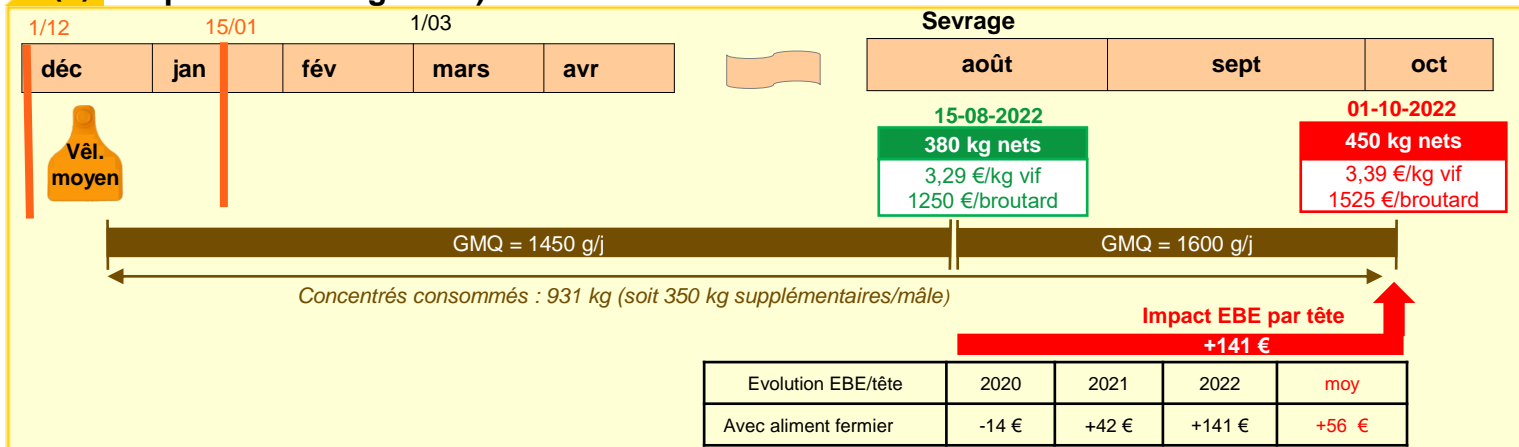 1/12 15/01 1/03 Sevrage
déc jan fév mars avr août sept oct
Vêl.
moyen
15-08-2022
380 kg nets
3,29 €/kg vif
1250 €/broutard
01-10-2022
450 kg nets
3,39 €/kg vif
1525 €/broutard
GMQ = 1450 g/j GMQ = 1600 g/j
Concentrés consommés : 931 kg (soit 350 kg supplémentaires/mâle)
Impact EBE par tête
+141 €
Evolution EBE/tête 2020 2021 2022 moy
Avec aliment fermier -14 € +42 € +141 € +56 €